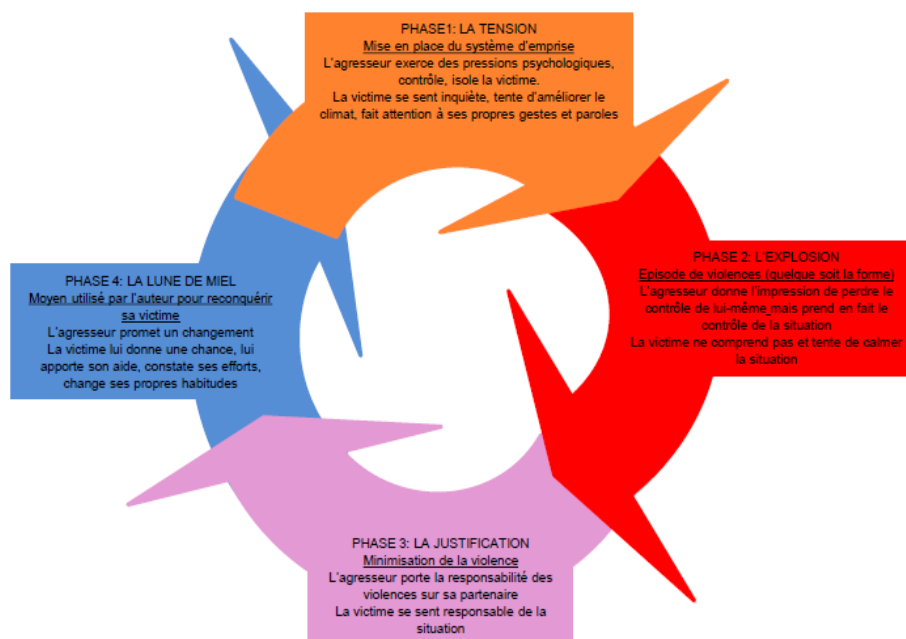 PHASE1: LA TENSION
Mise en place du système d'emprise
L'agresseur exerce des pressions psychologiques,
contrôle, isole la victime.
La victime se sent inquiète, tente d'améliorer le
climat, fait attention à ses propres gestes et paroles
PHASE 2: L'EXPLOSION
Episode de violences (quelque soit la forme)
L'agresseur donne l'impression de perdre le
contrôle de lui-même mais prend en fait le
contrôle de la situation
La victime ne comprend pas et tente de calmer
la situation
PHASE 3: LA JUSTIFICATION
Minimisation de la violence
L'agresseur porte la responsabilité des
violences sur sa partenaire
La victime se sent responsable de la
situation
PHASE 4: LA LUNE DE MIEL
Moyen utilisé par l'auteur pour reconquérir
sa victime
L'agresseur promet un changement
La victime lui donne une chance, lui
apporte son aide, constate ses efforts,
change ses propres habitudes